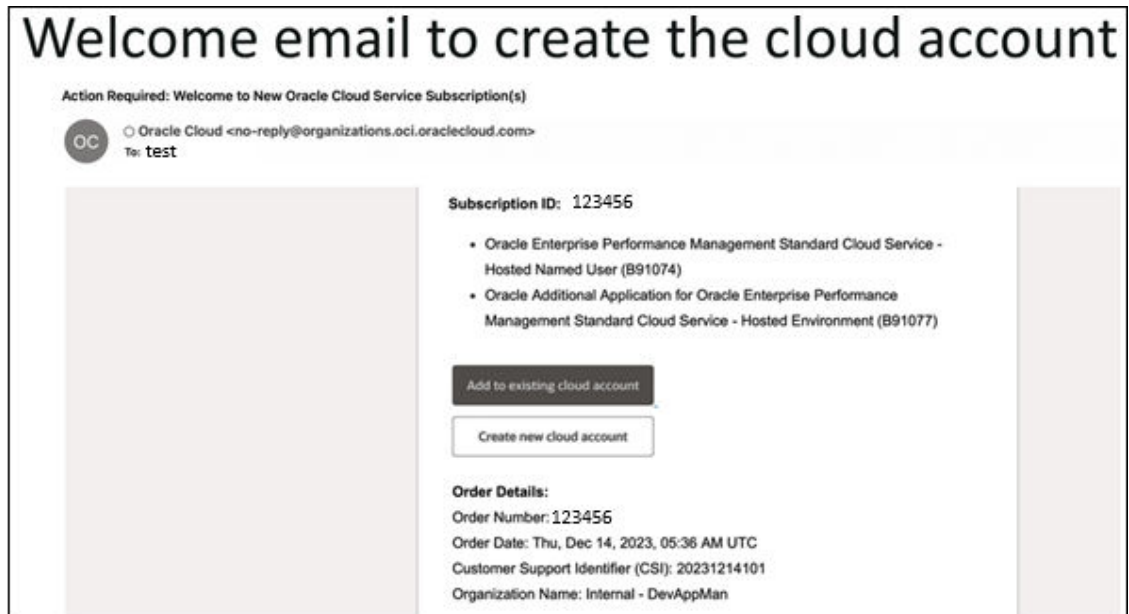 Welcome email to create the cloud account
Action Required: Welcome to New Oracle Cloud Service Subscription(s)
OC
Oracle Cloud <no-reply@organizations.oci.oraclecloud.com>
To: test
Subscription ID: 123456
• Oracle Enterprise Performance Management Standard Cloud Service -
Hosted Named User (B91074)
• Oracle Additional Application for Oracle Enterprise Performance
Management Standard Cloud Service - Hosted Environment (B91077)
Add to existing cloud account
Create new cloud account
Order Details:
Order Number: 123456
Order Date: Thu, Dec 14, 2023, 05:36 AM UTC
Customer Support Identifier (CSI): 20231214101
Organization Name: Internal - DevAppMan